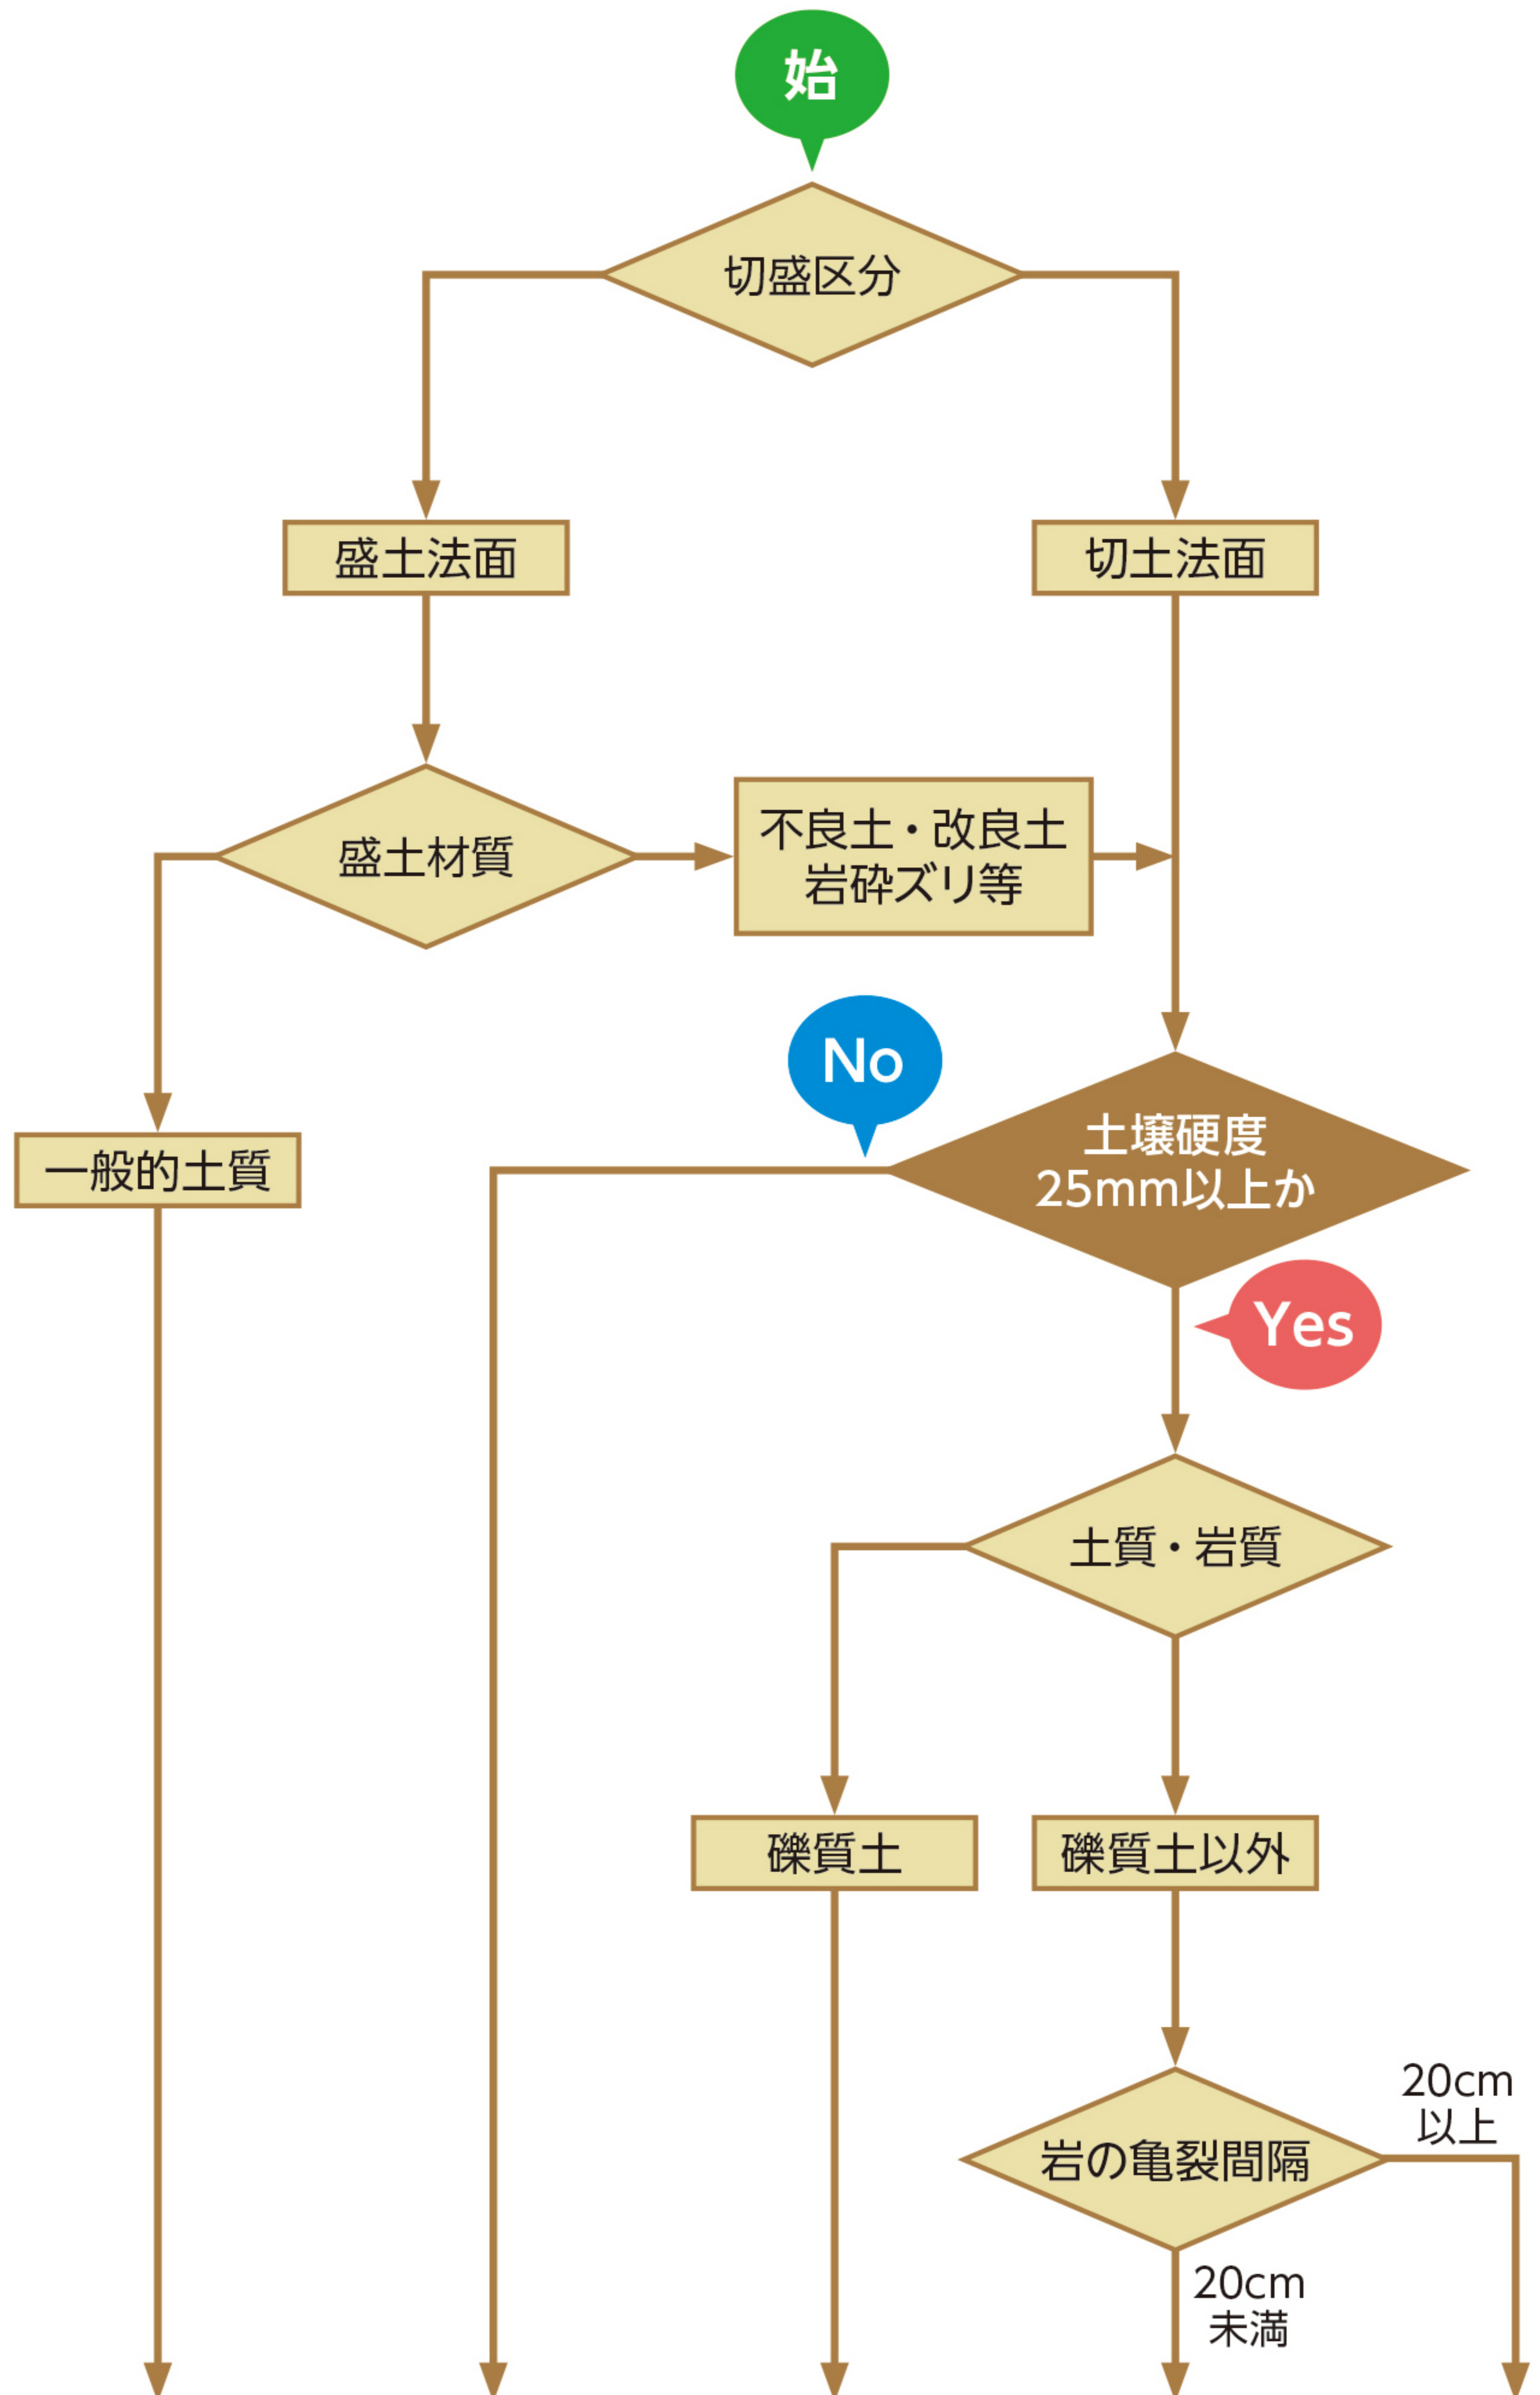 始
切盛区分
盛土法面
切土法面
盛土材質
不良土・改良土
岩砕ズリ等
No
土壌硬度
25mm以上か
一般的土質
Yes
土質・岩質
礫質土
礫質土以外
20cm
以上
岩の亀裂間隔
20cm
未満